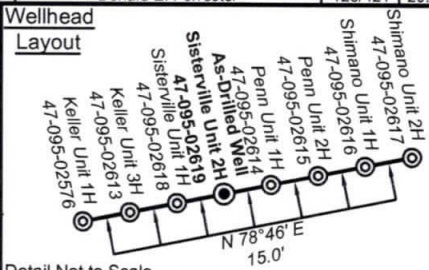 Wellhead
Layout
Keller Unit 1H
47-095-02576
Keller Unit 3H
47-095-02613
Sisterville Unit 1H
47-095-02618
As-Drilled Well
Sisterville Unit 2H
47-095-02619
Penn Unit 1H
47-095-02614
Penn Unit 2H
47-095-02615
Shimano Unit 1H
47-095-02616
Shimano Unit 2H
47-095-02617
N 78°46' E
15.0'
Detail Not to Scale